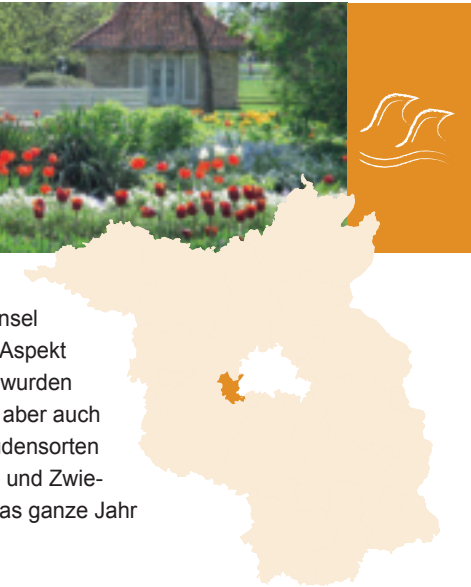 nsel
Aspekt
wurden
aber auch
densorten
und Zwie-
as ganze Jahr